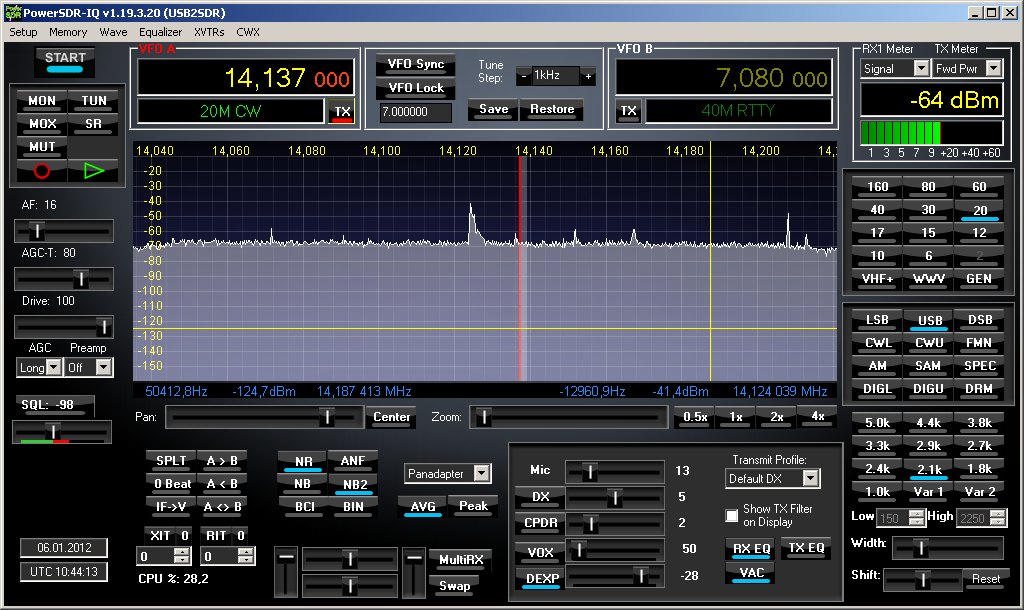 PowerSDR-IQ v1.19.3.20 (USB2SDR)
Setup Memory Wave Equalizer XVTRs CWX
START
MON TUN
MOX SR
MUT
AF: 16
AGC-T: 80
Drive: 100
AGC Preamp
Long Off
SQL: -98
VFO A
14,137 000
20M CW TX
VFO Sync
VFO Lock
7.000000
Tune
Step: - 1kHz +
Save Restore
VFO B
7,080 000
TX 40M RTTY
RX1 Meter TX Meter
Signal Fwd Pwr
-64 dBm
1 3 5 7 9 +20 +40 +60
14,040 14,060 14,080 14,100 14,120 14,140 14,160 14,180 14,200
-20
-30
-40
-50
-60
-70
-80
-90
-100
-110
-120
-130
-140
-150
50412,8Hz -124,7dBm 14,187 413 MHz -12960,9Hz -41,4dBm 14,124 039 MHz
Pan: Center Zoom: 0.5x 1x 2x 4x
160 80 60
40 30 20
17 15 12
10 6 2
VHF+ WWV GEN
LSB USB DSB
CWL CWU FMN
AM SAM SPEC
DIGL DIGU DRM
5.0k 4.4k 3.8k
3.3k 2.9k 2.7k
2.4k 2.1k 1.8k
1.0k Var 1 Var 2
Low 150 High 2250
Width:
Shift: Reset
SPLT A > B
0 Beat A < B
IF->V A <> B
XIT 0 RIT 0
0 0
CPU %: 28,2
06.01.2012
UTC 10:44:13
NR ANF
NB NB2
BCI BIN
Panadapter
AVG Peak
MultiRX
Swap
Mic 13
DX 5
CPDR 2
VOX 50
DEXP -28
Transmit Profile:
Default DX
Show TX Filter
on Display
RX EQ TX EQ
VAC